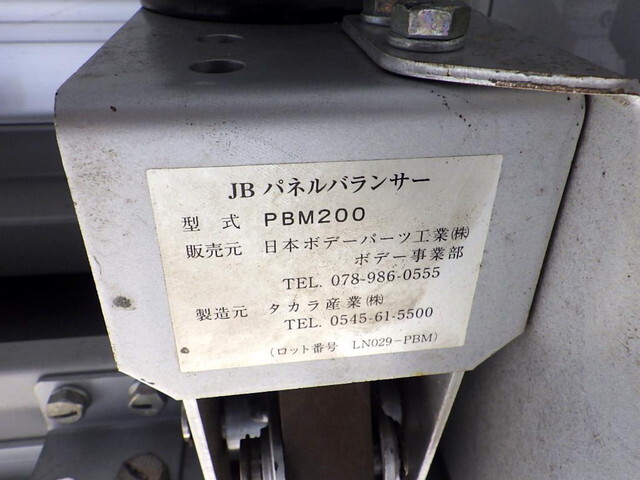 JB パネルバランサー
型式 PBM200
販売元 日本ボデーパーツ工業㈱
ボデー事業部
TEL. 078-986-0555
製造元 タカラ産業㈱
TEL. 0545-61-5500
(ロット番号 LN029-PBM)